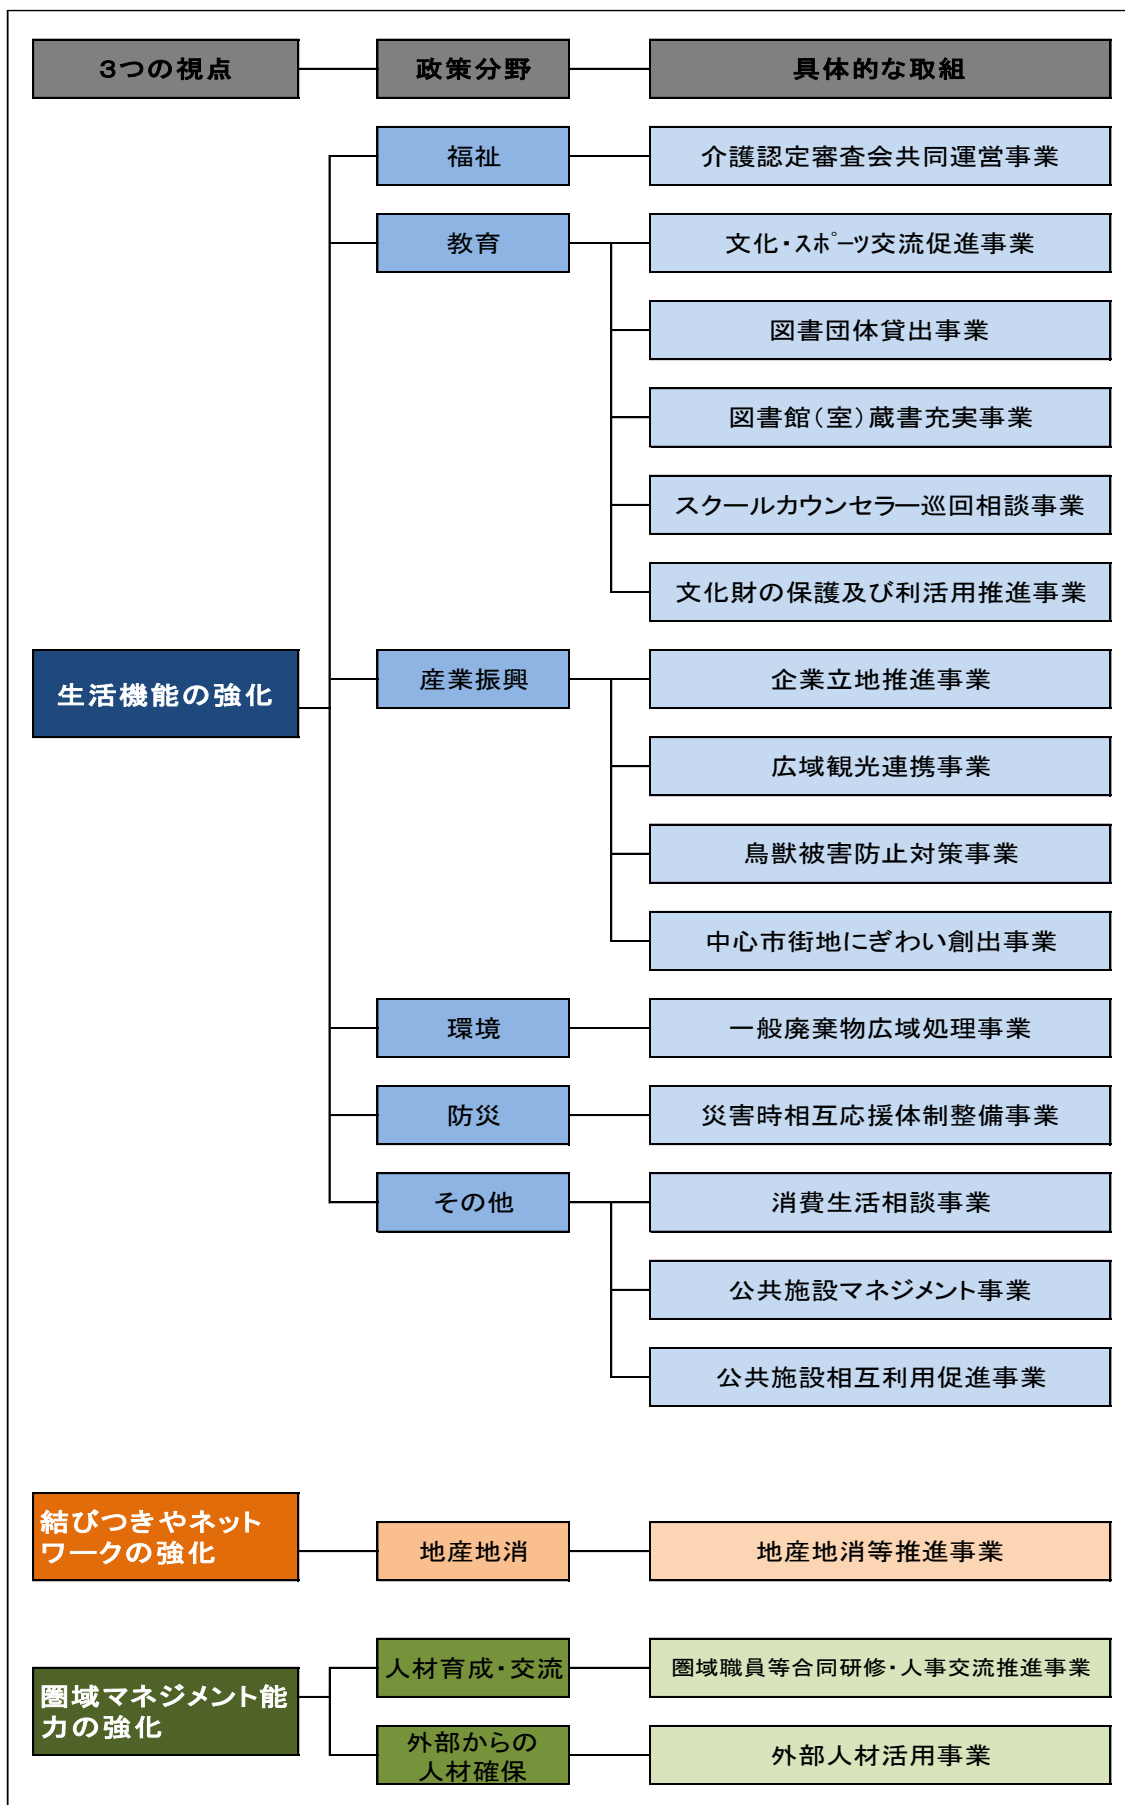 3つの視点
政策分野
具体的な取組
福祉
介護認定審査会共同運営事業
教育
文化・ｽﾎﾟｰﾂ交流促進事業
図書団体貸出事業
図書館(室)蔵書充実事業
スクールカウンセラー巡回相談事業
文化財の保護及び利活用推進事業
生活機能の強化
産業振興
企業立地推進事業
広域観光連携事業
鳥獣被害防止対策事業
中心市街地にぎわい創出事業
環境
一般廃棄物広域処理事業
防災
災害時相互応援体制整備事業
その他
消費生活相談事業
公共施設マネジメント事業
公共施設相互利用促進事業
結びつきやネット
ワークの強化
地産地消
地産地消等推進事業
圏域マネジメント能
力の強化
人材育成・交流
圏域職員等合同研修・人事交流推進事業
外部からの
人材確保
外部人材活用事業